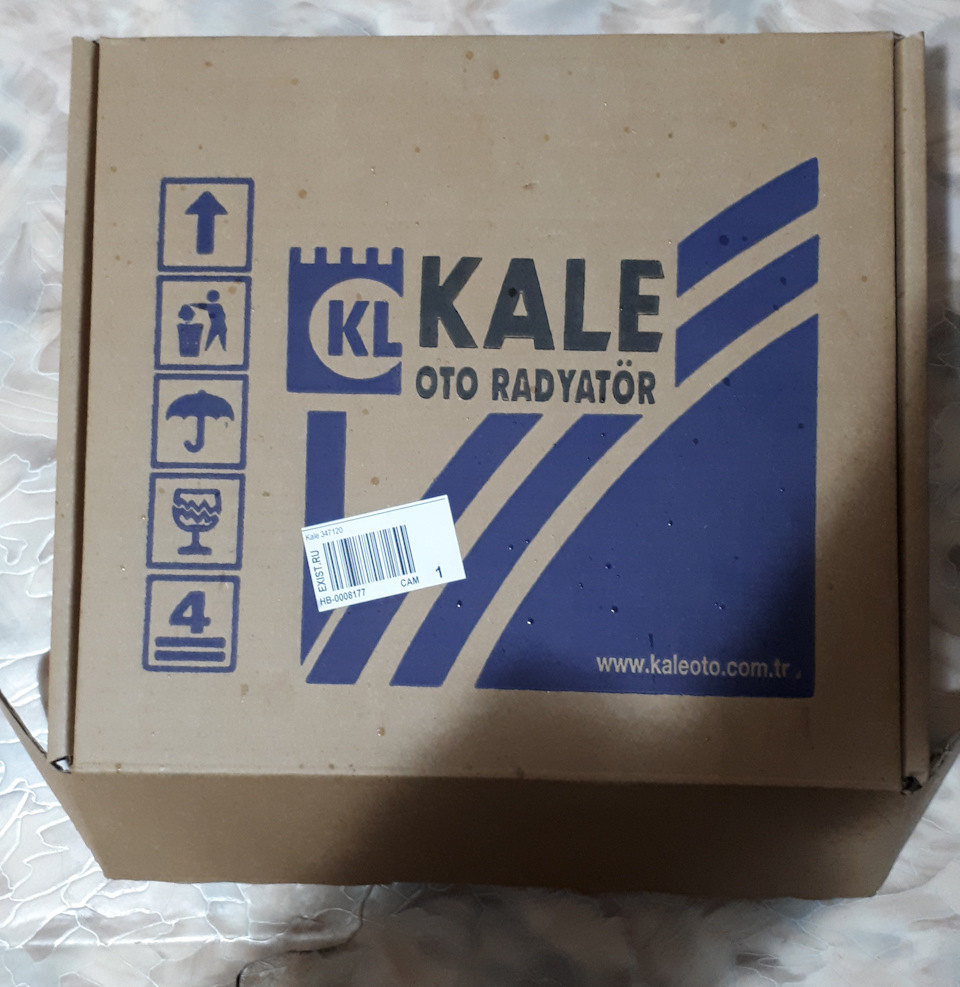 KL
KALE
OTO RADYATÖR
4
Kale 347120
EXIST.RU
HB-0008177
CAM
1
www.kaleoto.com.tr